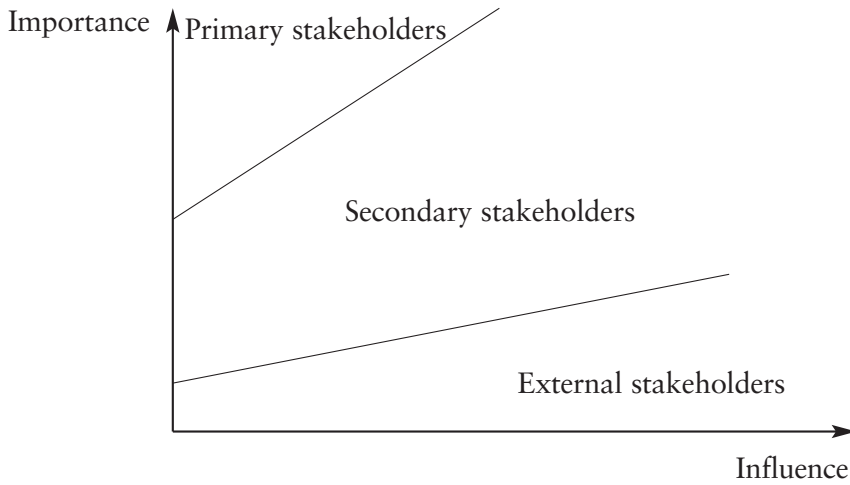 Importance
Primary stakeholders
Secondary stakeholders
External stakeholders
Influence